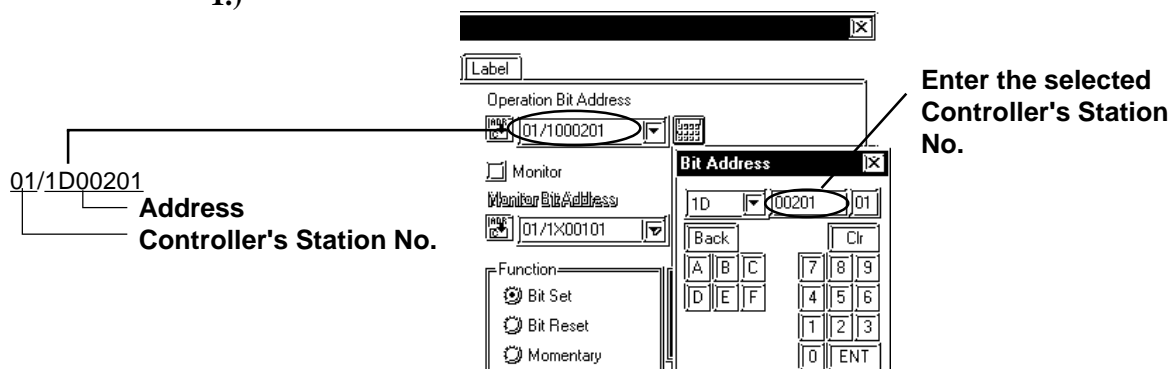 1.)
Label
Operation Bit Address
01/1000201
Monitor
Monitor Bit Address
01/1X00101
Function
Bit Set
Bit Reset
Momentary
Bit Address
1D 00201 01
Back Clr
A B C 7 8 9
D E F 4 5 6
1 2 3
0 ENT
Enter the selected
Controller's Station
No.
01/1D00201
Address
Controller's Station No.